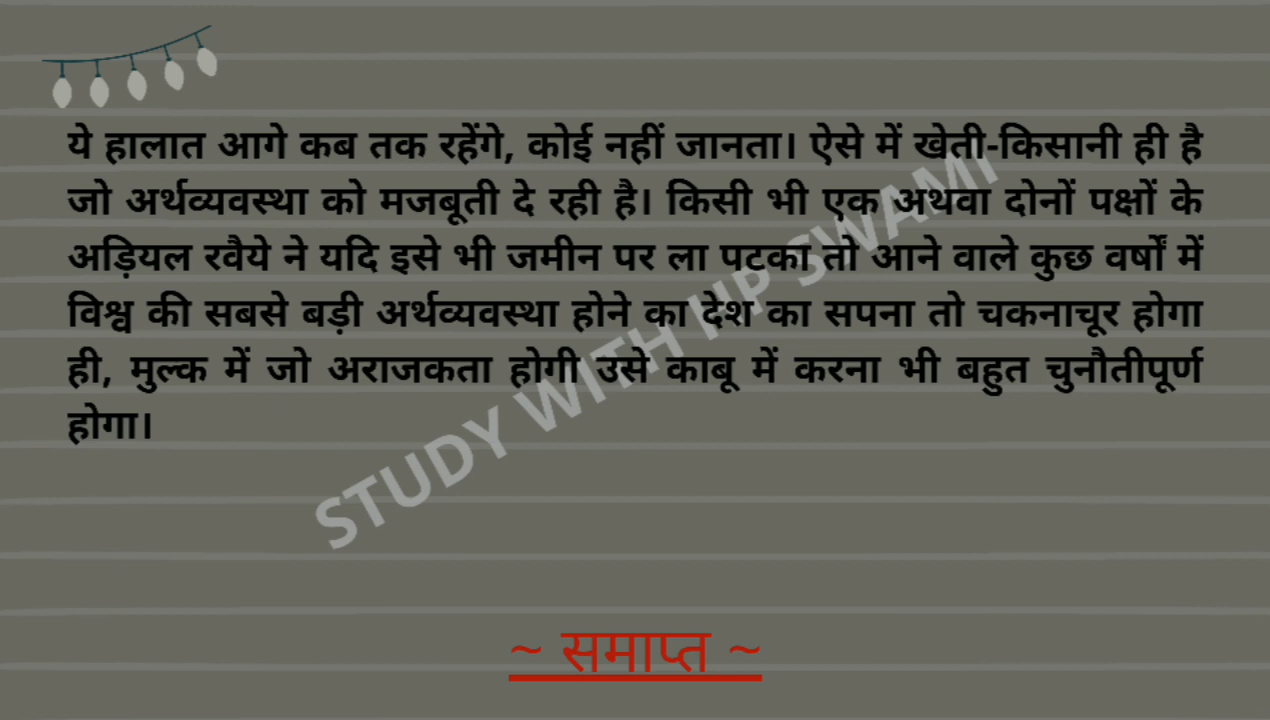 ये हालात आगे कब तक रहेंगे, कोई नहीं जानता। ऐसे में खेती-किसानी ही है
जो अर्थव्यवस्था को मजबूती दे रही है। किसी भी एक अथवा दोनों पक्षों के
अड़ियल रवैये ने यदि इसे भी जमीन पर ला पटका तो आने वाले कुछ वर्षों में
विश्व की सबसे बड़ी अर्थव्यवस्था होने का देश का सपना तो चकनाचूर होगा
ही, मुल्क में जो अराजकता होगी उसे काबू में करना भी बहुत चुनौतीपूर्ण
होगा।
STUDY WITH HP SWAMI
~ समाप्त ~